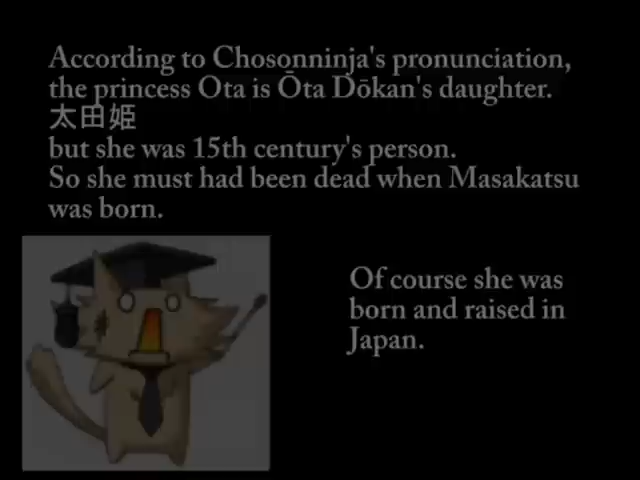 According to Chosonninja's pronunciation,
the princess Ota is Ōta Dōkan's daughter.
太田姫
but she was 15th century's person.
So she must had been dead when Masakatsu
was born.
Of course she was
born and raised in
Japan.